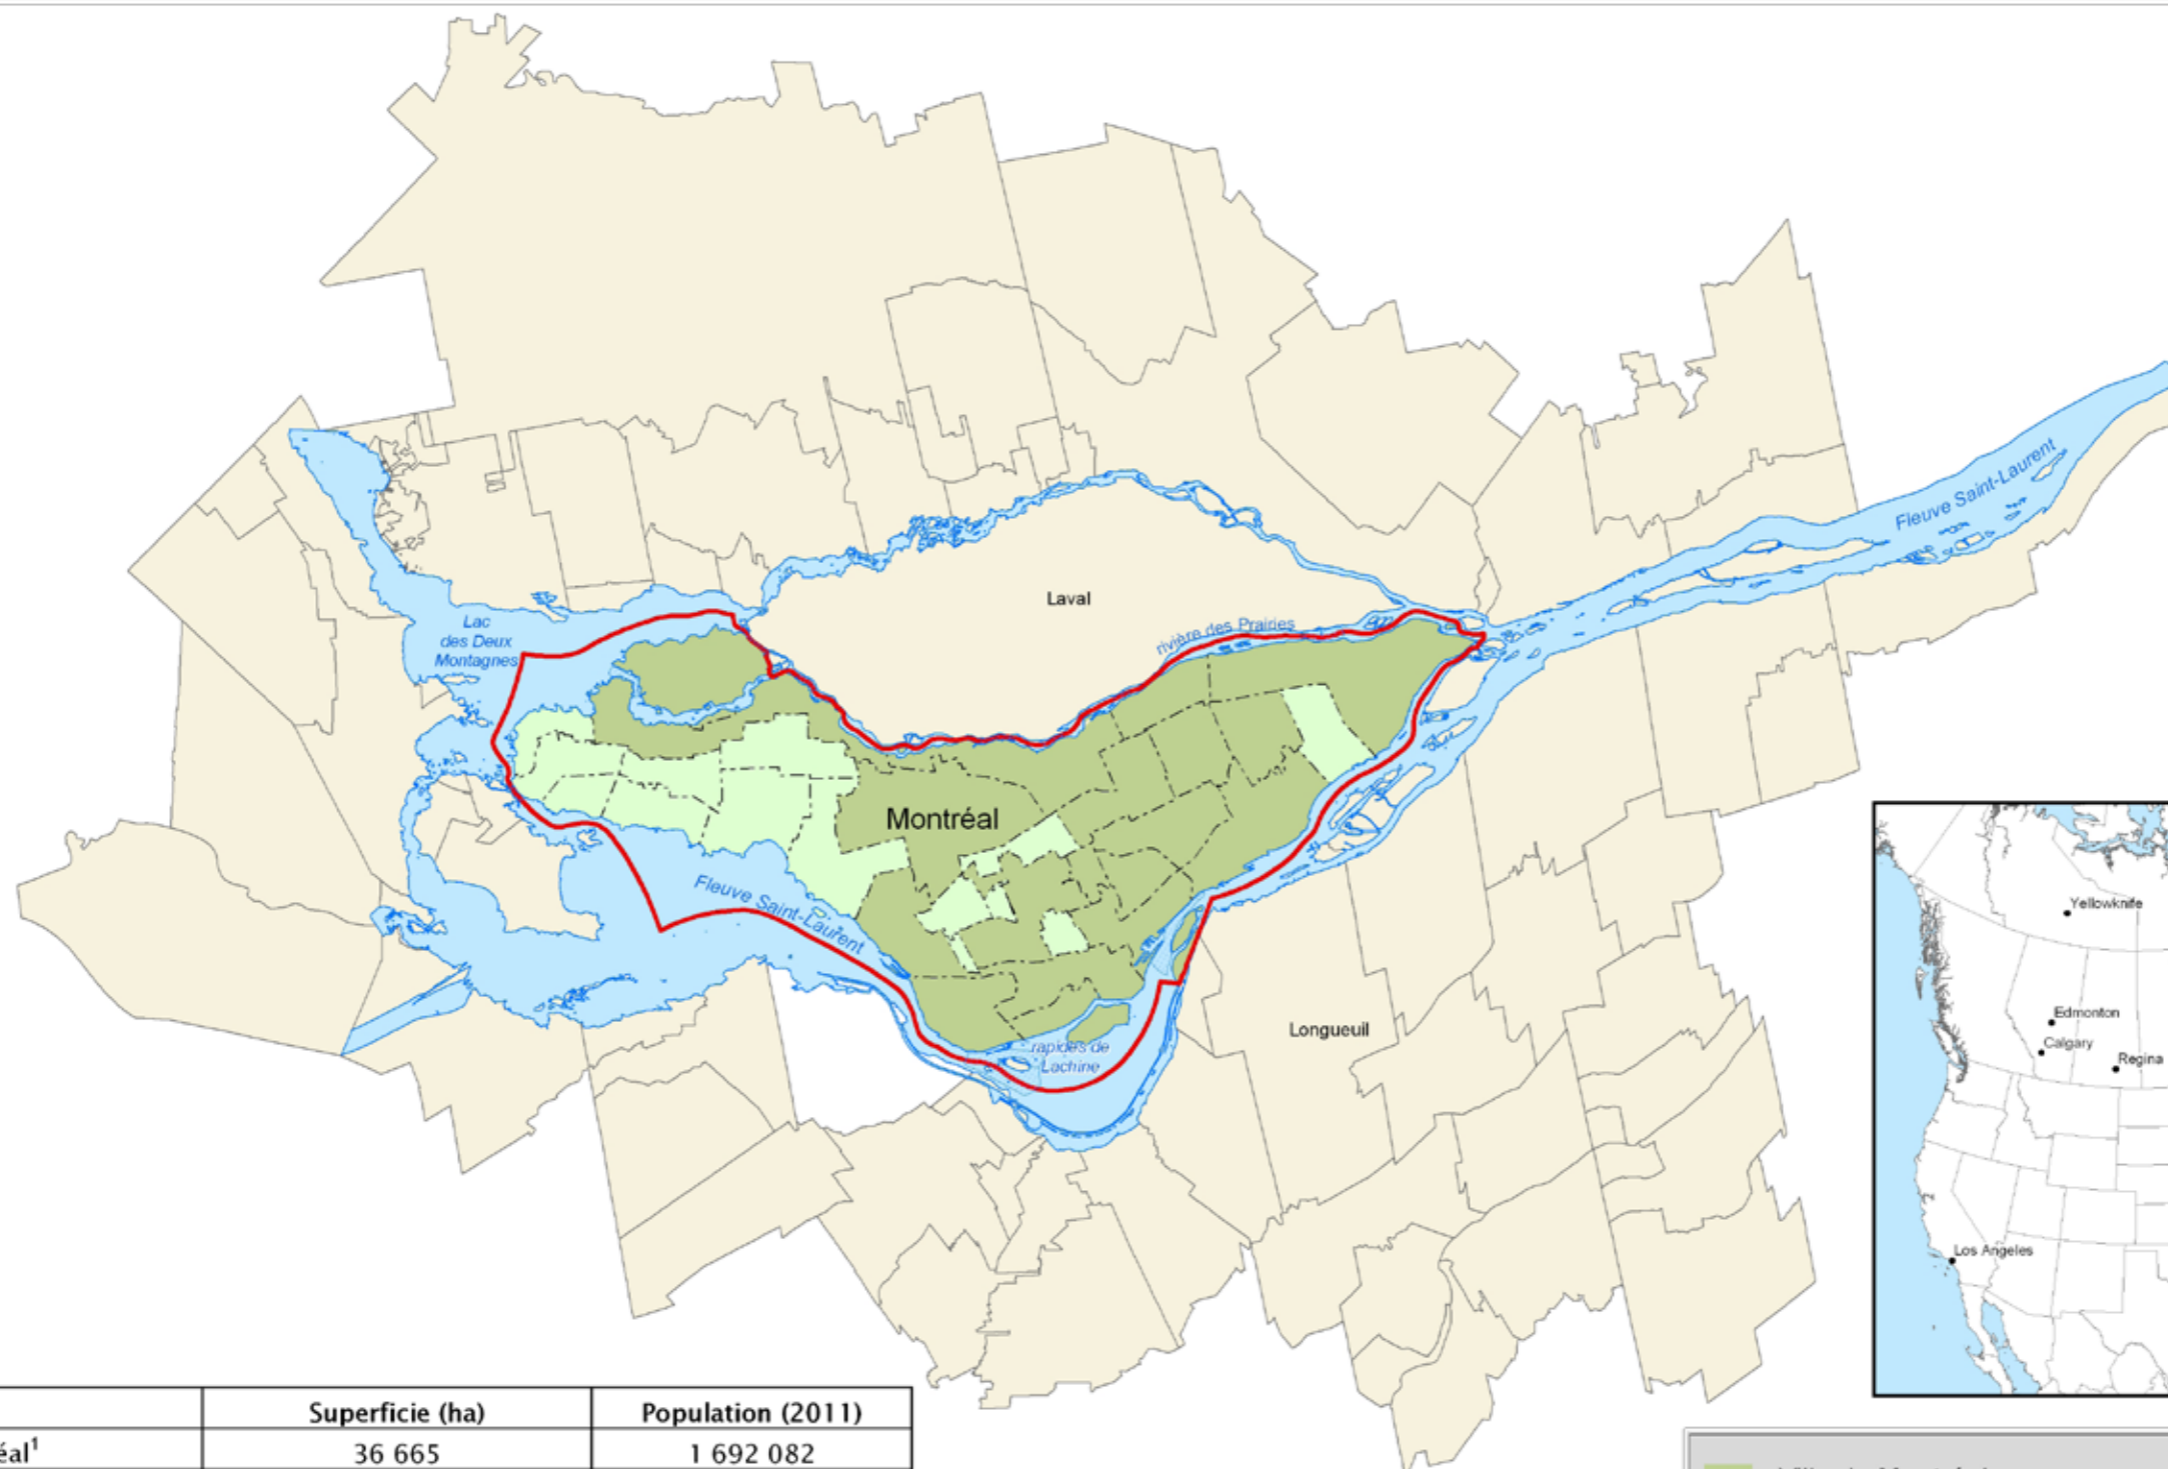 Laval
rivière des Prairies
Fleuve Saint-Laurent
Lac
des Deux
Montagnes
Montréal
Fleuve Saint-Laurent
rapides de
Lachine
Longueuil
Yellowknife
Edmonton
Calgary
Regina
Los Angeles
Superficie (ha) Population (2011)
éal1 36 665 1 692 082